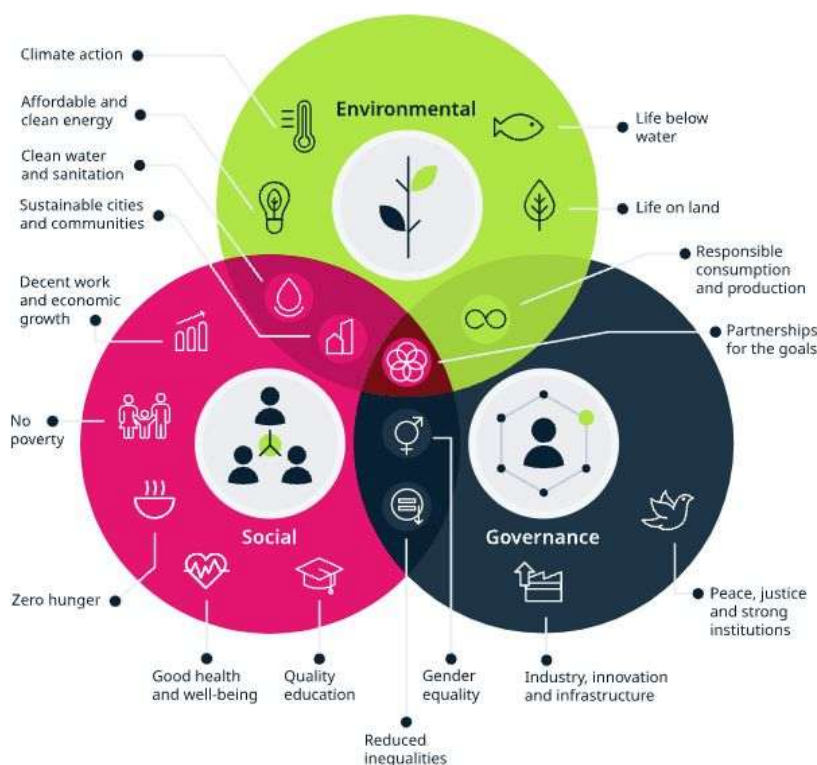 Climate action
Environmental
Affordable and
clean energy
Life below
water
Clean water
and sanitation
Sustainable cities
and communities
Life on land
Responsible
consumption
and production
Decent work
and economic
growth
Partnerships
for the goals
No
poverty
Social
Governance
Zero hunger
Peace, justice
and strong
institutions
Good health
and well-being
Quality
education
Gender
equality
Industry, innovation
and infrastructure
Reduced
inequalities